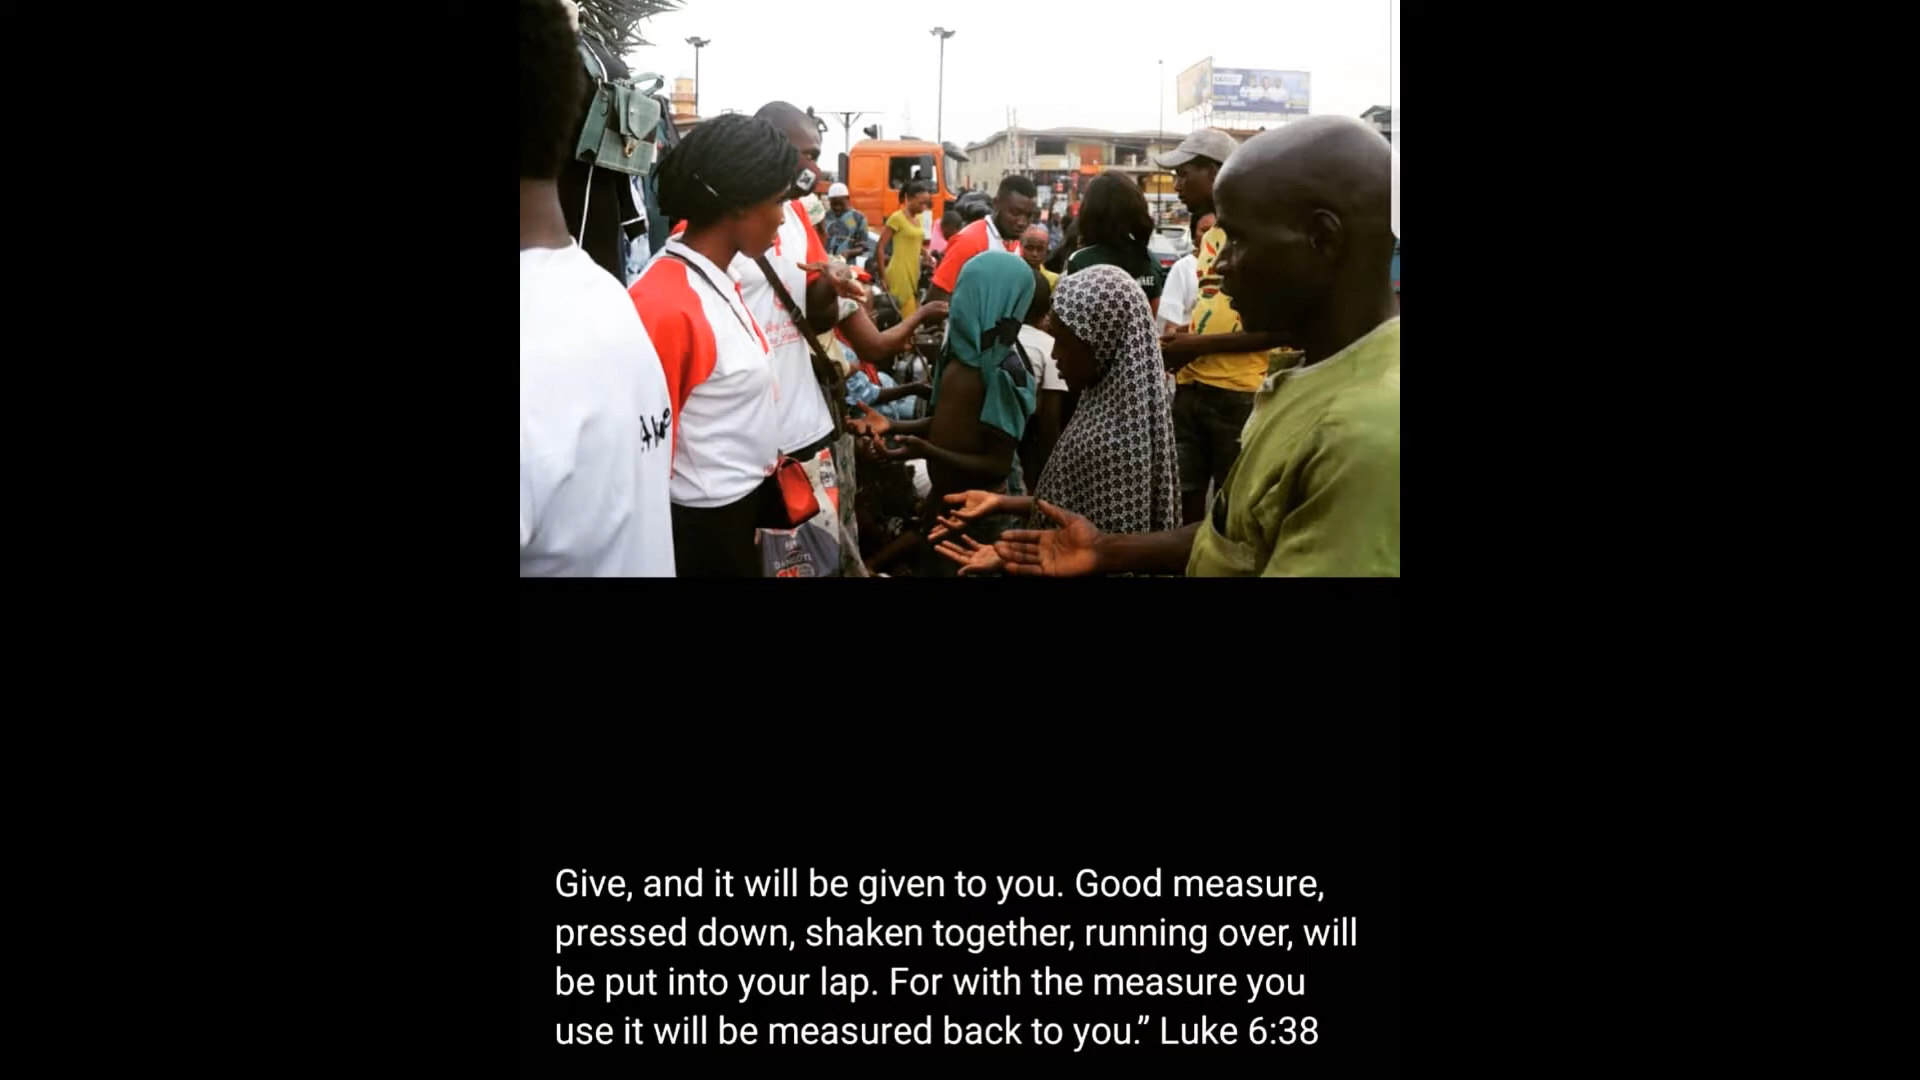 DANGOTE
Give, and it will be given to you. Good measure,
pressed down, shaken together, running over, will
be put into your lap. For with the measure you
use it will be measured back to you.” Luke 6:38